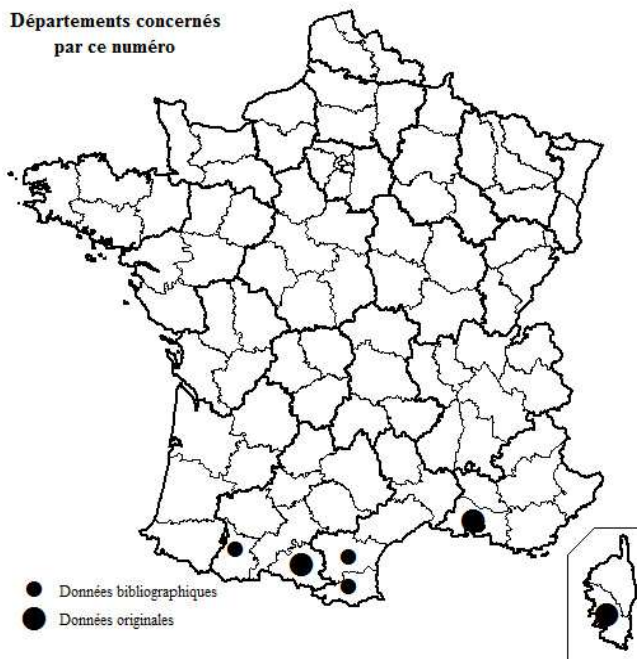 Départements concernés
par ce numéro
Données bibliographiques
Données originales